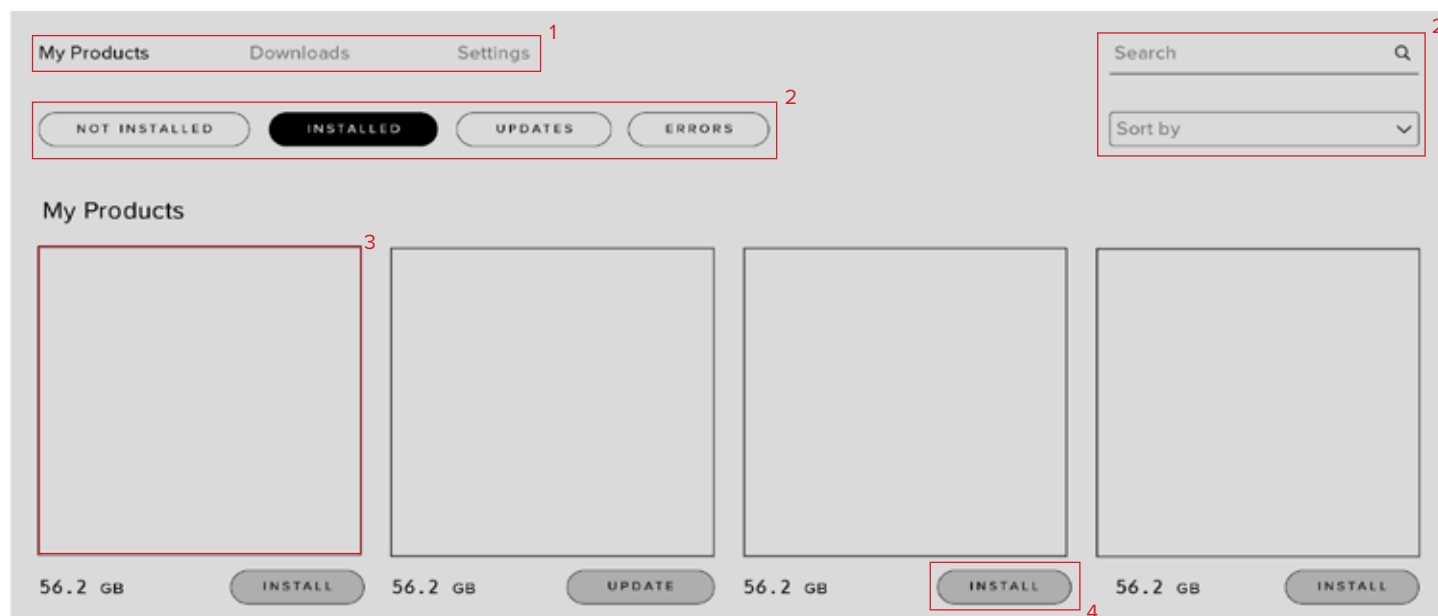 1
2
My Products Downloads Settings Search
2
NOT INSTALLED INSTALLED UPDATES ERRORS Sort by
My Products
3
56.2 GB INSTALL 56.2 GB UPDATE 56.2 GB INSTALL 56.2 GB INSTALL
4